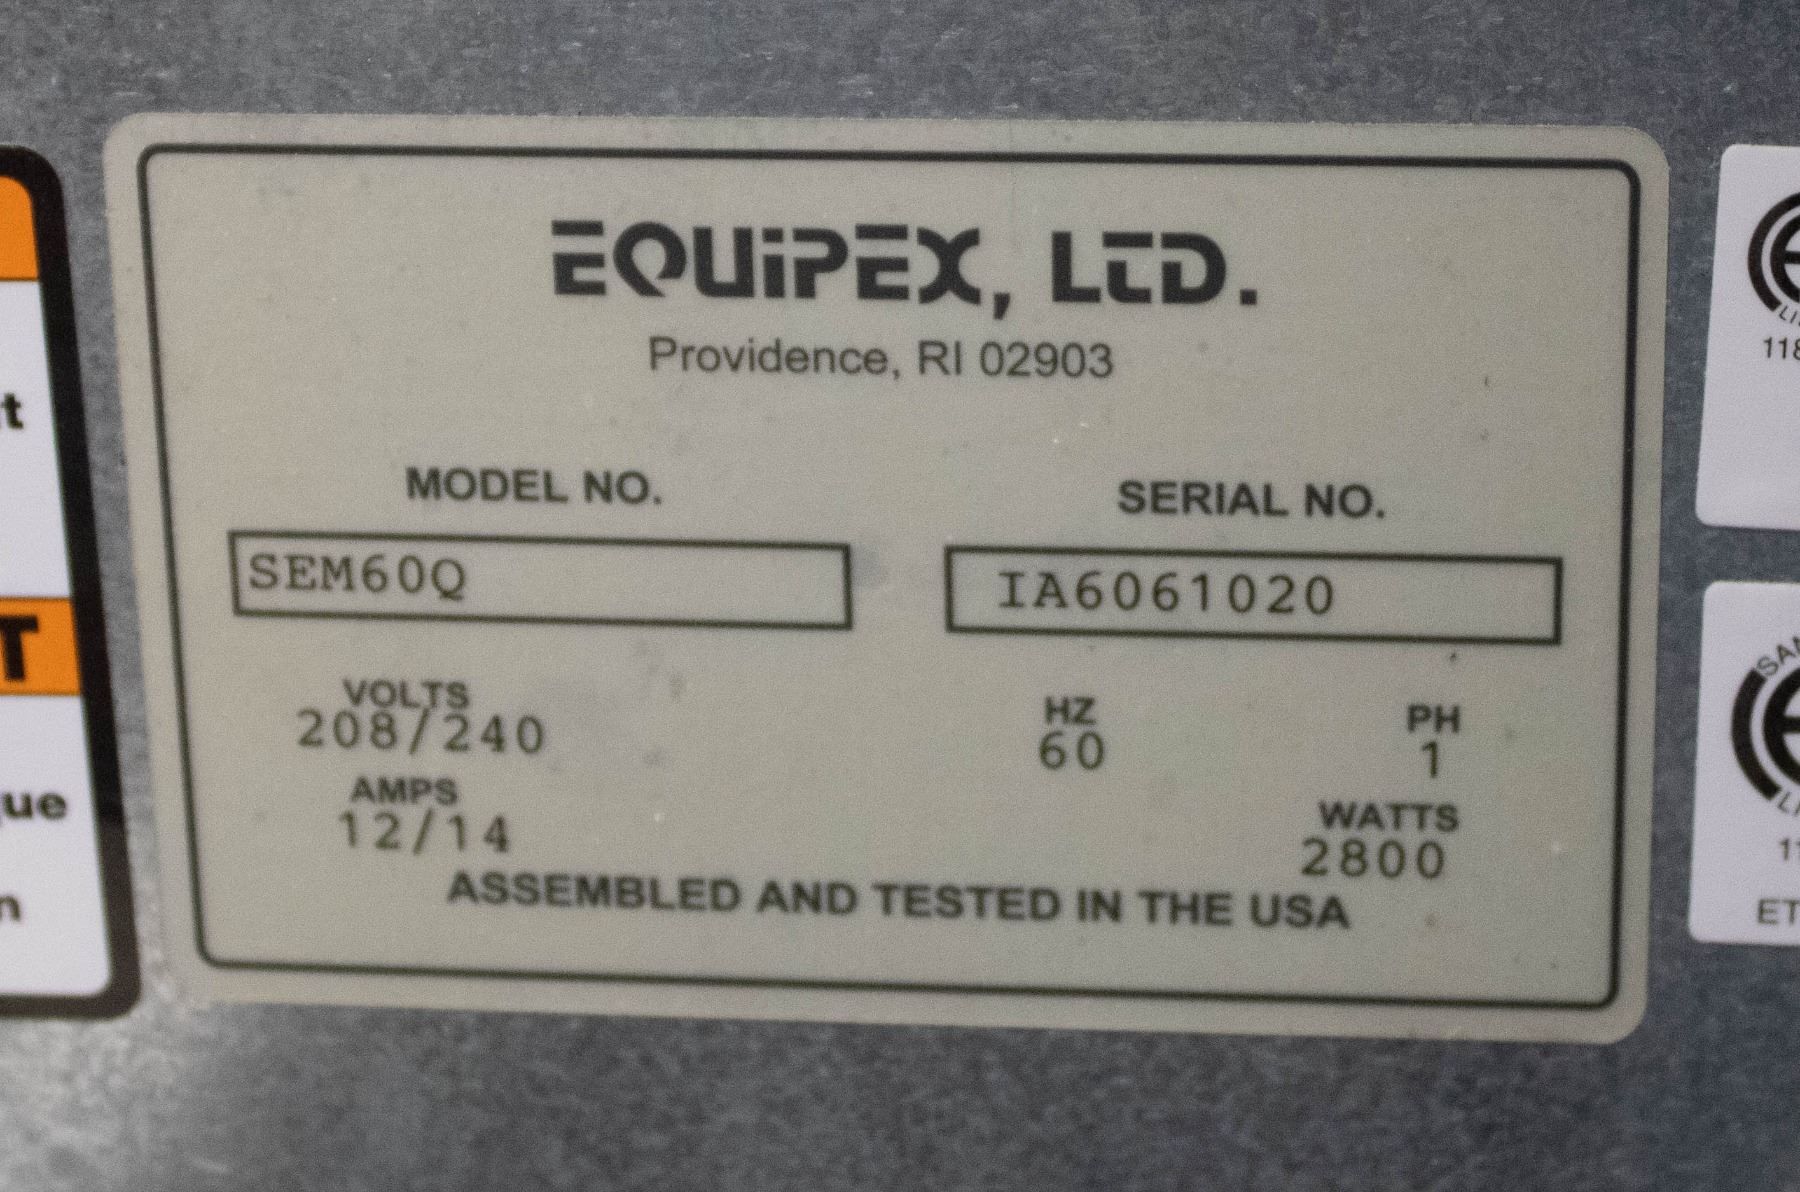 EQUIPEX, LTD.
Providence, RI 02903
MODEL NO.
SERIAL NO.
SEM60Q
IA6061020
VOLTS
208/240
HZ
60
PH
1
AMPS
12/14
WATTS
2800
ASSEMBLED AND TESTED IN THE USA